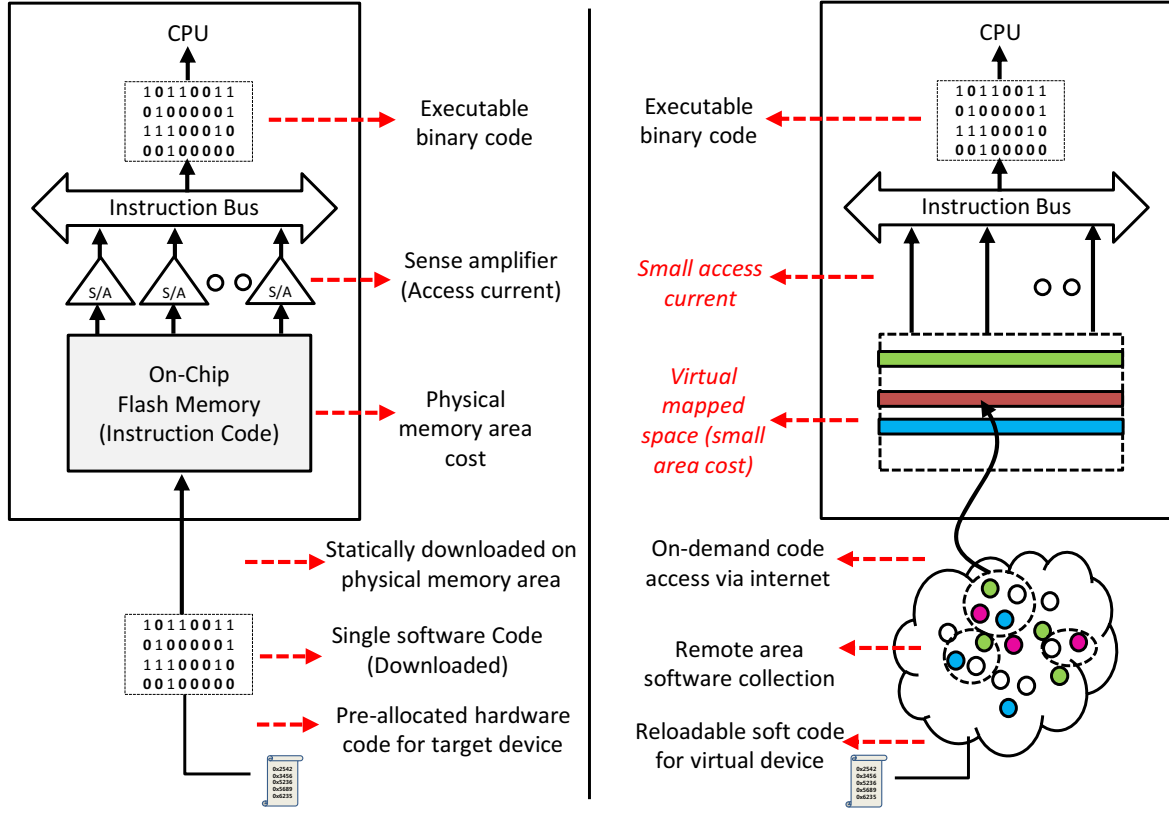 CPU
10110011
01000001
11100010
00100000
Executable
binary code
Instruction Bus
S/A
S/A
S/A
Sense amplifier
(Access current)
On-Chip
Flash Memory
(Instruction Code)
Physical
memory area
cost
Statically downloaded on
physical memory area
10110011
01000001
11100010
00100000
Single software Code
(Downloaded)
Pre-allocated hardware
code for target device
0x2542
0x3456
0x5236
0x5689
0x6235
CPU
10110011
01000001
11100010
00100000
Executable
binary code
Instruction Bus
Small access
current
Virtual
mapped
space (small
area cost)
On-demand code
access via internet
Remote area
software collection
Reloadable soft code
for virtual device
0x2542
0x3456
0x5236
0x5689
0x6235